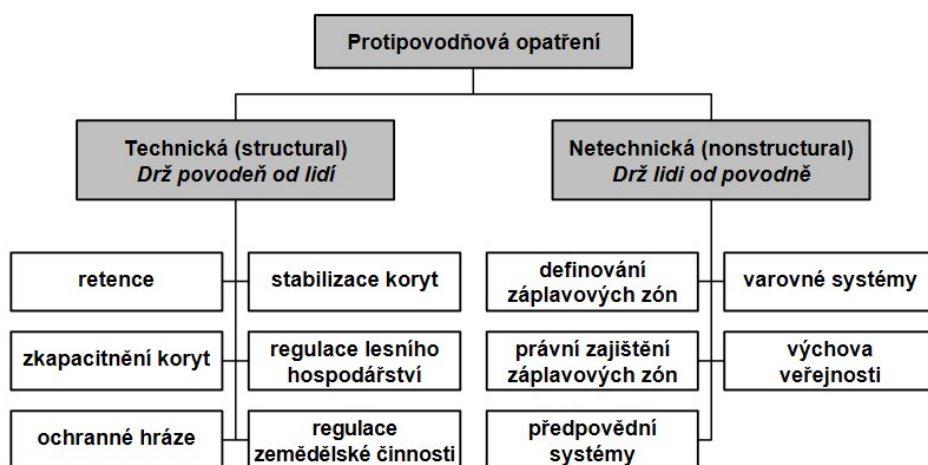 Protipovodňová opatření
Technická (structural)
Drž povodeň od lidí
Netechnická (nonstructural)
Drž lidi od povodně
retence
stabilizace koryt
zkapacitnění koryt
regulace lesního
hospodářství
ochranné hráze
regulace
zemědělské činnosti
definování
záplavových zón
varovné systémy
právní zajištění
záplavových zón
výchova
veřejnosti
předpovědní
systémy